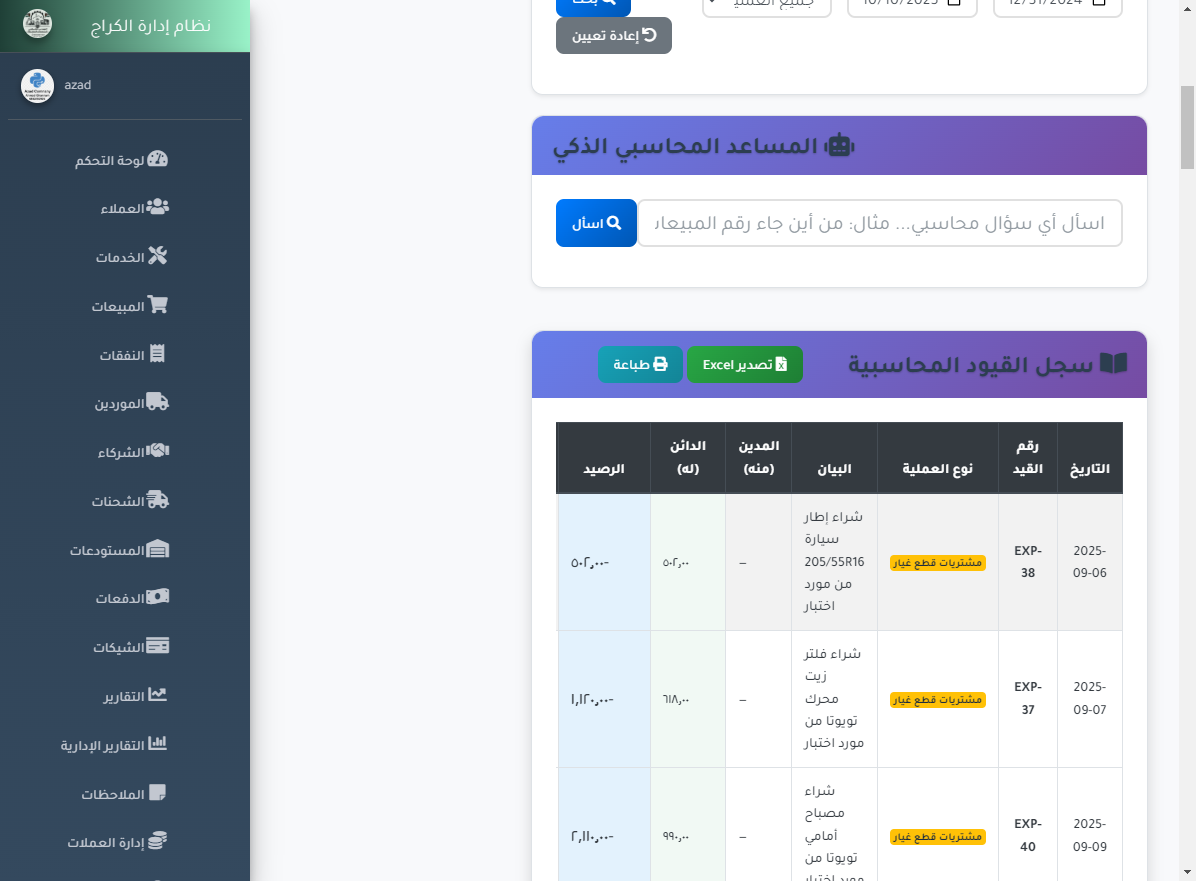 نظام إدارة الكراج
azad
لوحة التحكم
العملاء
الخدمات
المبيعات
النفقات
الموردين
الشركاء
الشحنات
المستودعات
الدفعات
الشيكات
التقارير
التقارير الإدارية
الملاحظات
إدارة العملات
12/31/2024
10/10/2025
إعادة تعيين
المساعد المحاسبي الذكي
اسأل أي سؤال محاسبي... مثال: من أين جاء رقم المبيعات
اسأل
سجل القيود المحاسبية
تصدير Excel
طباعة
التاريخ رقم القيد نوع العملية البيان المدين (منه) الدائن (له) الرصيد
2025-09-06 EXP-38 مشتريات قطع غيار شراء إطار سيارة 205/55R16 من مورد اختبار – ٥٠٢٫٠٠ -٥٠٢٫٠٠
2025-09-07 EXP-37 مشتريات قطع غيار شراء فلتر زيت محرك تويوتا من مورد اختبار – ٦١٨٫٠٠ -١٬١٢٠٫٠٠
2025-09-09 EXP-40 مشتريات قطع غيار شراء مصباح أمامي تويوتا من مورد اختبار – ٩٩٠٫٠٠ -٢٬١١٠٫٠٠